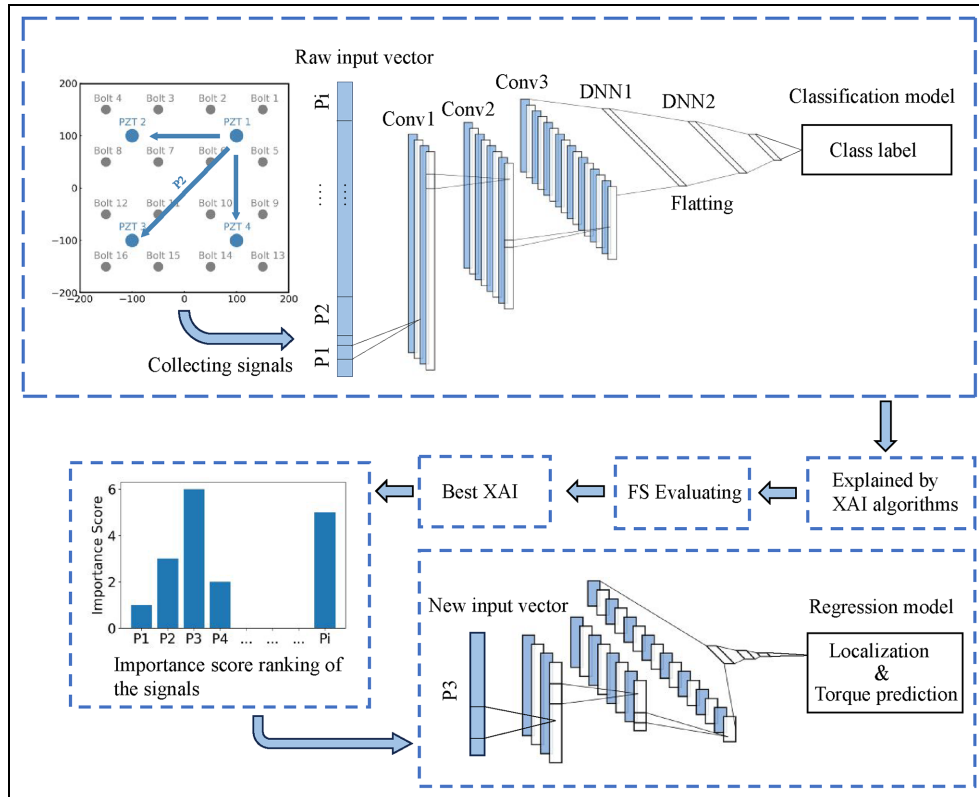 Raw input vector
200
100
0
−100
−200
−200
−100
0
100
200
Bolt 4
Bolt 3
Bolt 2
Bolt 1
PZT 2
PZT 1
Bolt 8
Bolt 7
Bolt 5
P2
Bolt 12
Bolt 11
Bolt 10
Bolt 9
PZT 3
PZT 4
Bolt 16
Bolt 15
Bolt 14
Bolt 13
Collecting signals
Pi
......
P2
P1
Conv1
Conv2
Conv3
DNN1
DNN2
Flatting
Classification model
Class label
Explained by
XAI algorithms
FS Evaluating
Best XAI
Importance Score
6
4
2
0
P1 P2 P3 P4 ... ... ... Pi
Importance score ranking of
the signals
New input vector
P3
Regression model
Localization
&
Torque prediction